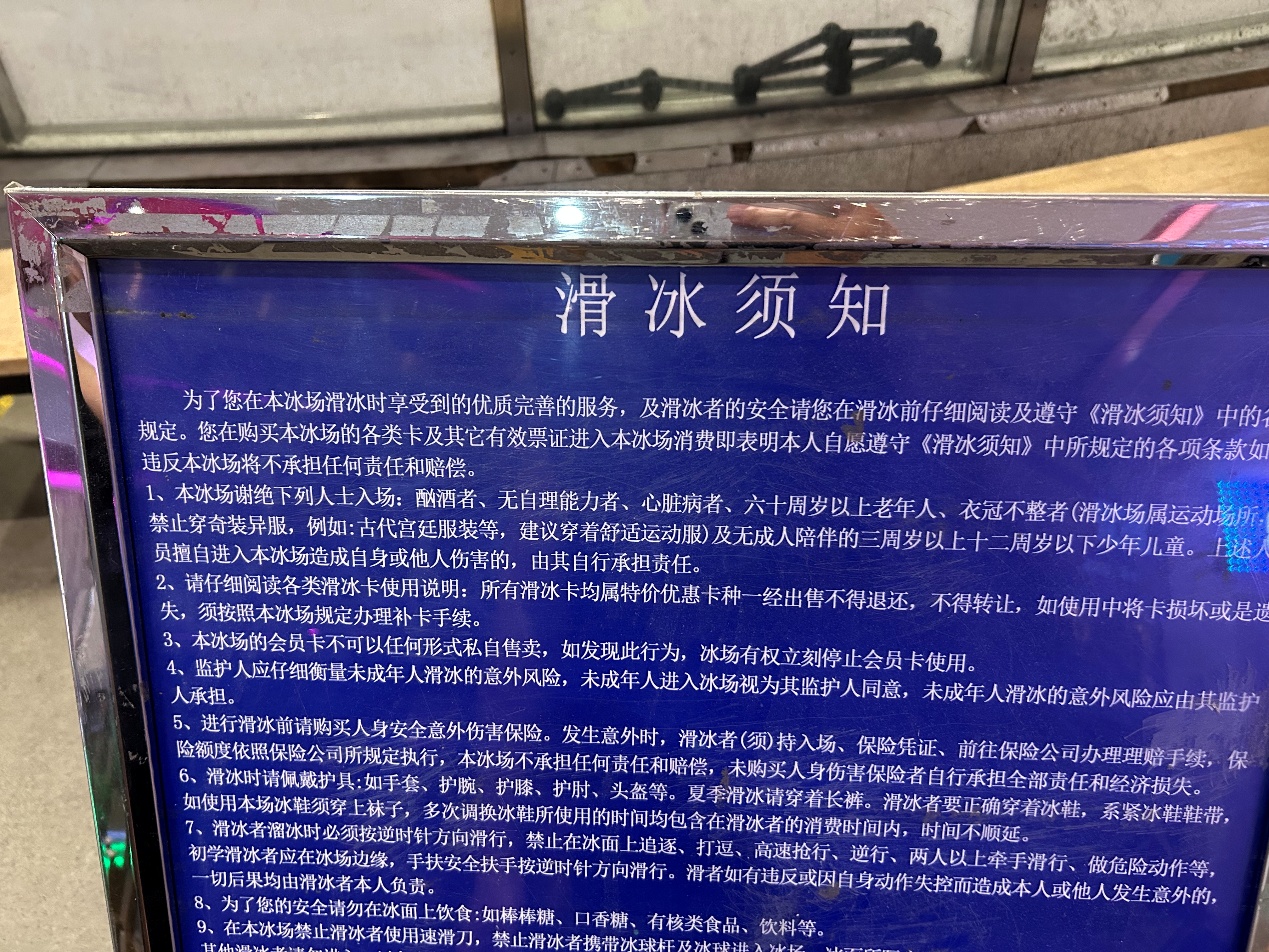 滑冰须知
为了您在本冰场滑冰时享受到的优质完善的服务，及滑冰者的安全请您在滑冰前仔细阅读及遵守《滑冰须知》中的各
规定。您在购买本冰场的各类卡及其它有效票证进入本冰场消费即表明本人自愿遵守《滑冰须知》中所规定的各项条款如
违反本冰场将不承担任何责任和赔偿。
1、本冰场谢绝下列人士入场：酗酒者、无自理能力者、心脏病者、六十周岁以上老年人、衣冠不整者(滑冰场属运动场所，
禁止穿奇装异服，例如:古代宫廷服装等，建议穿着舒适运动服)及无成人陪伴的三周岁以上十二周岁以下少年儿童。上述人
员擅自进入本冰场造成自身或他人伤害的，由其自行承担责任。
2、请仔细阅读各类滑冰卡使用说明：所有滑冰卡均属特价优惠卡种一经出售不得退还，不得转让，如使用中将卡损坏或是遗
失，须按照本冰场规定办理补卡手续。
3、本冰场的会员卡不可以任何形式私自售卖，如发现此行为，冰场有权立刻停止会员卡使用。
4、监护人应仔细衡量未成年人滑冰的意外风险，未成年人进入冰场视为其监护人同意，未成年人滑冰的意外风险应由其监护
人承担。
5、进行滑冰前请购买人身安全意外伤害保险。发生意外时，滑冰者(须)持入场、保险凭证、前往保险公司办理理赔手续，保
险额度依照保险公司所规定执行，本冰场不承担任何责任和赔偿，未购买人身伤害保险者自行承担全部责任和经济损失。
6、滑冰时请佩戴护具:如手套、护腕、护膝、护肘、头盔等。夏季滑冰请穿着长裤。滑冰者要正确穿着冰鞋，系紧冰鞋鞋带，
如使用本场冰鞋须穿上袜子，多次调换冰鞋所使用的时间均包含在滑冰者的消费时间内，时间不顺延。
7、滑冰者溜冰时必须按逆时针方向滑行，禁止在冰面上追逐、打逗、高速抢行、逆行、两人以上牵手滑行、做危险动作等，
初学滑冰者应在冰场边缘，手扶安全扶手按逆时针方向滑行。滑者如有违反或因自身动作失控而造成本人或他人发生意外的，
一切后果均由滑冰者本人负责。
8、为了您的安全请勿在冰面上饮食:如棒棒糖、口香糖、有核类食品、饮料等。
9、在本冰场禁止滑冰者使用速滑刀，禁止滑冰者携带冰球杆及冰球进入冰场